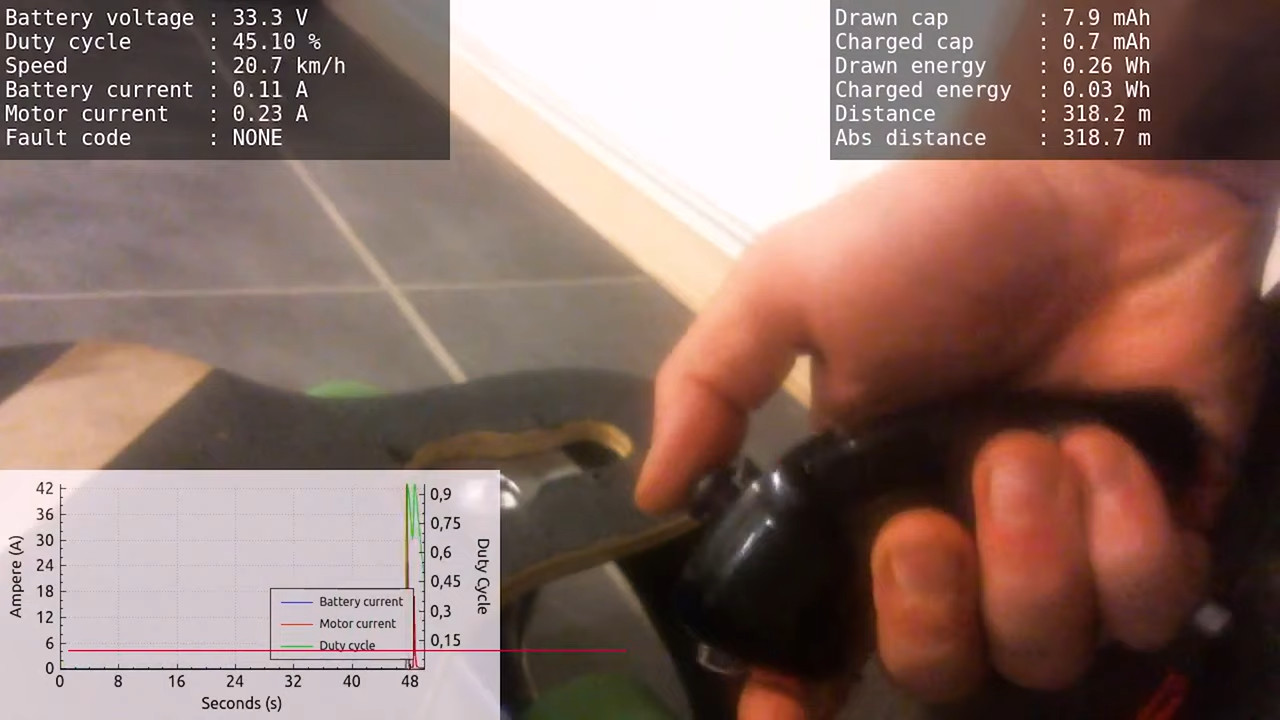 Battery voltage : 33.3 V
Duty cycle : 45.10 %
Speed : 20.7 km/h
Battery current : 0.11 A
Motor current : 0.23 A
Fault code : NONE
Drawn cap : 7.9 mAh
Charged cap : 0.7 mAh
Drawn energy : 0.26 Wh
Charged energy : 0.03 Wh
Distance : 318.2 m
Abs distance : 318.7 m
42
36
30
24
18
12
6
0
Ampere (A)
0,9
0,75
0,6
0,45
0,3
0,15
Duty Cycle
Battery current
Motor current
Duty cycle
0 8 16 24 32 40 48
Seconds (s)